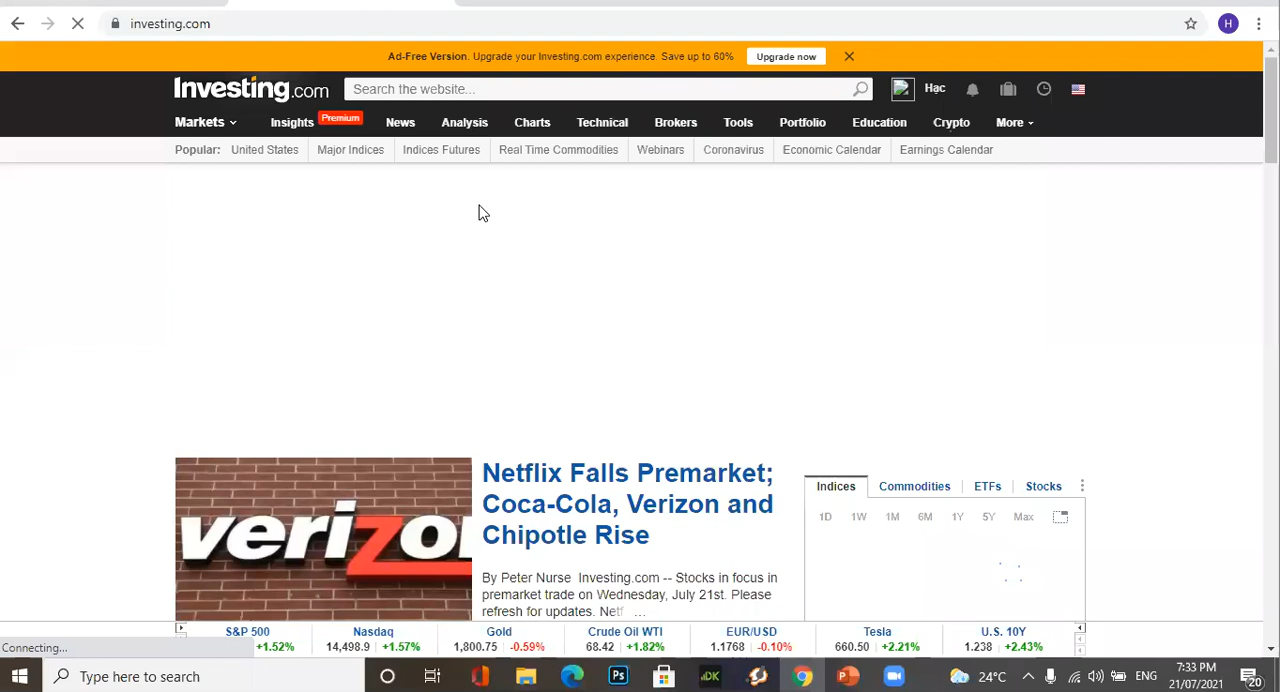 investing.com
H
Ad-Free Version. Upgrade your Investing.com experience. Save up to 60% Upgrade now
Investing.com Search the website... Hạc
Markets Insights Premium News Analysis Charts Technical Brokers Tools Portfolio Education Crypto More
Popular: United States Major Indices Indices Futures Real Time Commodities Webinars Coronavirus Economic Calendar Earnings Calendar
Netflix Falls Premarket;
Coca-Cola, Verizon and
Chipotle Rise
By Peter Nurse Investing.com -- Stocks in focus in
premarket trade on Wednesday, July 21st. Please
refresh for updates. Netf ...
verizo
Indices Commodities ETFs Stocks
1D 1W 1M 6M 1Y 5Y Max
S&P 500 Nasdaq Gold Crude Oil WTI EUR/USD Tesla U.S. 10Y
+1.52% 14,498.9 +1.57% 1,800.75 -0.59% 68.42 +1.82% 1.1768 -0.10% 660.50 +2.21% 1.238 +2.43%
Connecting...
Type here to search Ps iDK 24°C ENG 7:33 PM
21/07/2021 20